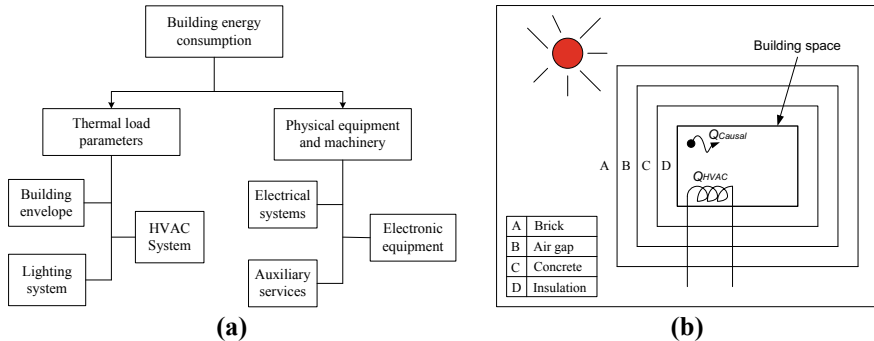 Building energy
consumption
Thermal load
parameters
Physical equipment
and machinery
Building
envelope
HVAC
System
Lighting
system
Electrical
systems
Electronic
equipment
Auxiliary
services
(a)
Building space
QCausal
QHVAC
A B C D
A Brick
B Air gap
C Concrete
D Insulation
(b)